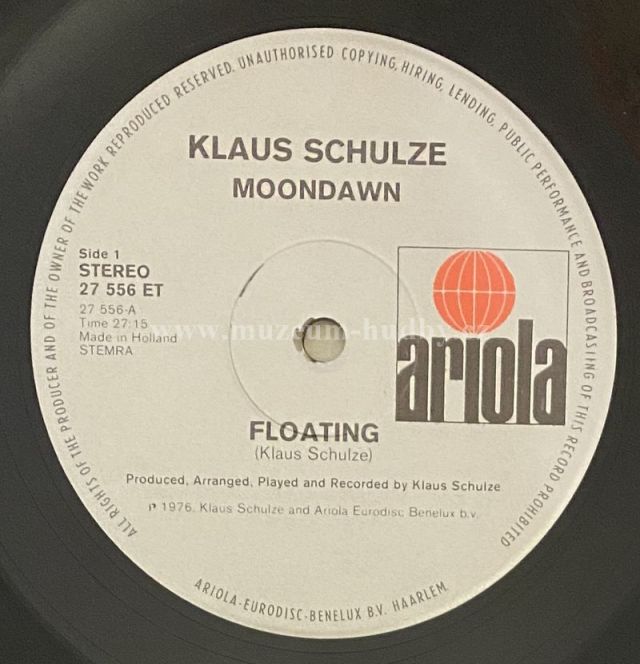 ALL RIGHTS OF THE PRODUCER AND OF THE OWNER OF THE WORK REPRODUCED RESERVED. UNAUTHORISED COPYING, HIRING, LENDING, PUBLIC PERFORMANCE AND BROADCASTING OF THIS RECORD PROHIBITED
KLAUS SCHULZE
MOONDAWN
Side 1
STEREO
27 556 ET
27 556-A
Time 27:15
Made in Holland
STEMRA
www.muzeum-hudby.cz
ariola
FLOATING
(Klaus Schulze)
Produced, Arranged, Played and Recorded by Klaus Schulze
℗ 1976. Klaus Schulze and Ariola Eurodisc Benelux b.v.
ARIOLA-EURODISC-BENELUX B.V. HAARLEM